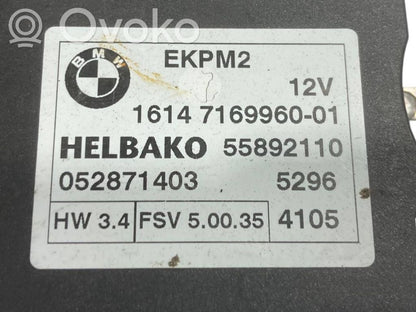 Ovoko
BMW
EKPM2
12V
1614 7169960-01
HELBAKO 55892110
052871403 5296
HW 3.4 FSV 5.00.35 4105